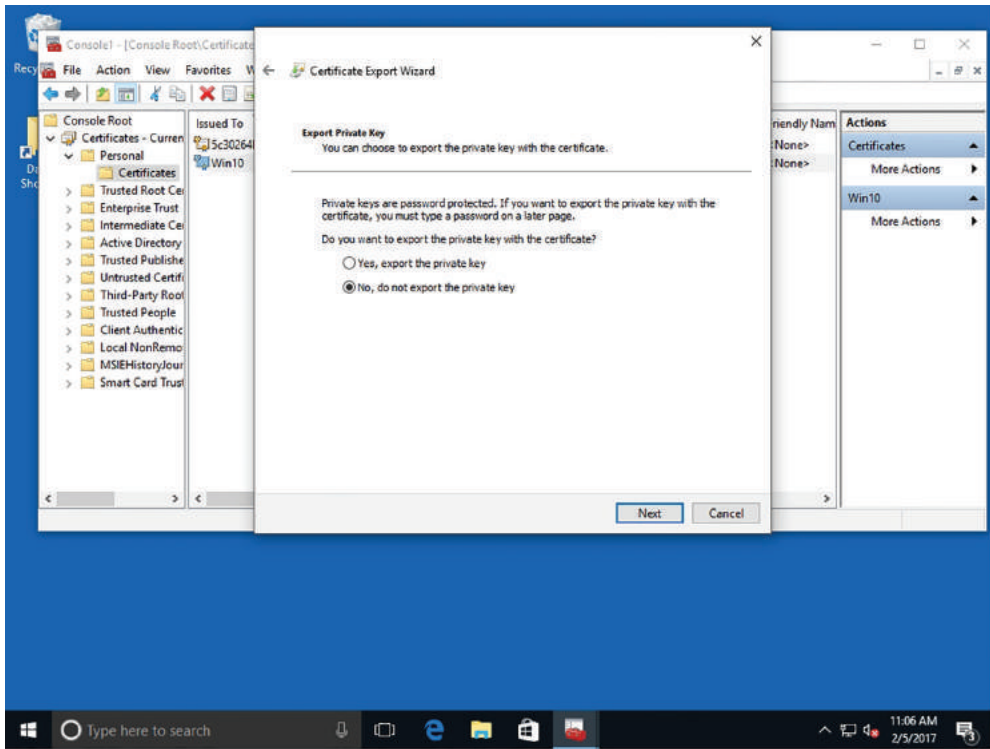 Recy
Console1 - [Console Root\Certificate
File Action View Favorites W
Certificate Export Wizard
Console Root
Certificates - Curren
Personal
Certificates
Trusted Root Cer
Enterprise Trust
Intermediate Cer
Active Directory
Trusted Publishe
Untrusted Certifi
Third-Party Root
Trusted People
Client Authentic
Local NonRemo
MSIEHistoryJour
Smart Card Trust
Issued To
5c30264
Win10
Export Private Key
You can choose to export the private key with the certificate.
Private keys are password protected. If you want to export the private key with the
certificate, you must type a password on a later page.
Do you want to export the private key with the certificate?
Yes, export the private key
No, do not export the private key
Next Cancel
riendly Nam
None>
None>
Actions
Certificates
More Actions
Win10
More Actions
Sho
Type here to search
11:06 AM
2/5/2017
3